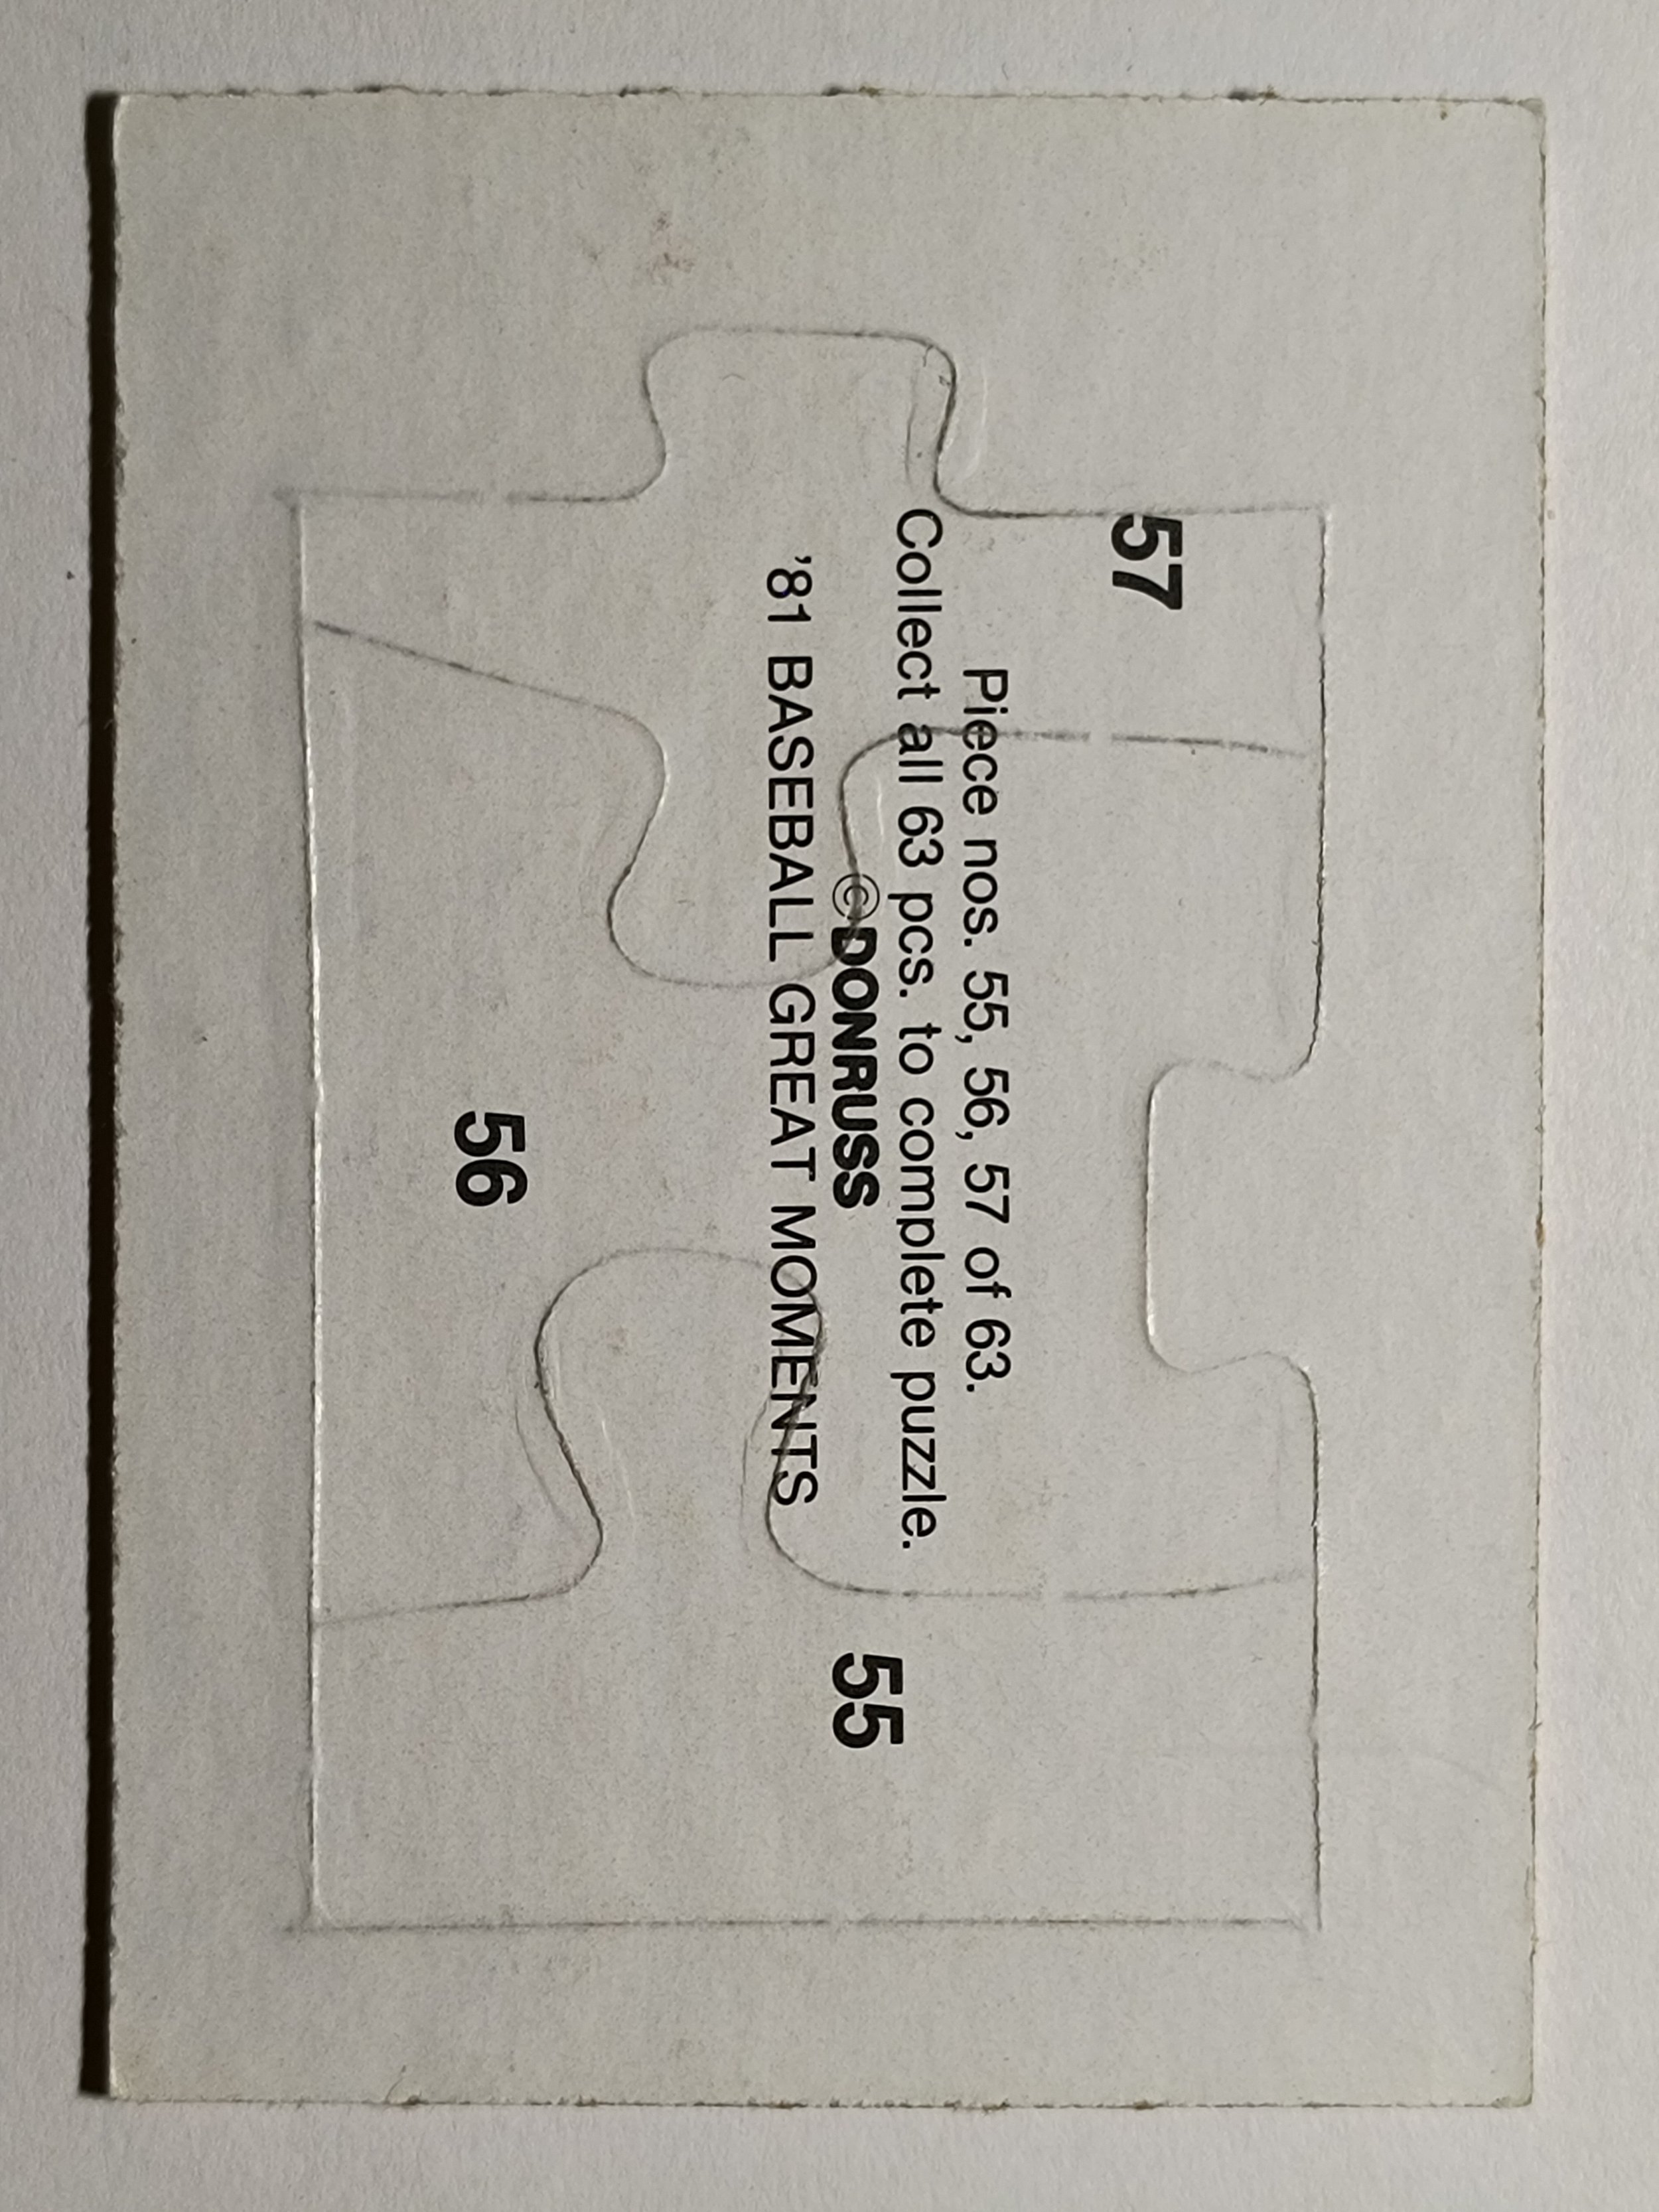 57
Piece nos. 55, 56, 57 of 63.
Collect all 63 pcs. to complete puzzle.
©DONRUSS
'81 BASEBALL GREAT MOMENTS
55
56